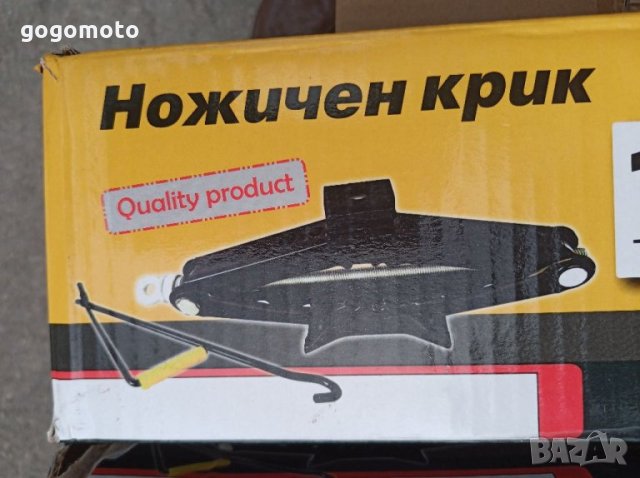 gogomoto
Ножичен крик
Quality product
BAZAR